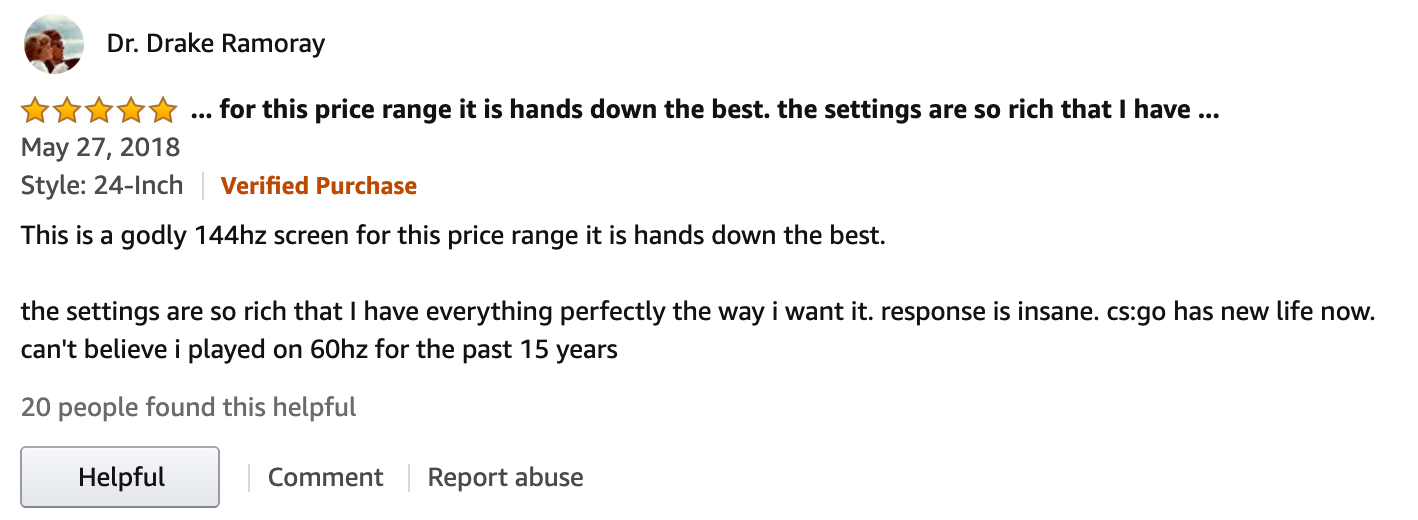 Dr. Drake Ramoray
... for this price range it is hands down the best. the settings are so rich that I have ...
May 27, 2018
Style: 24-Inch Verified Purchase
This is a godly 144hz screen for this price range it is hands down the best.
the settings are so rich that I have everything perfectly the way i want it. response is insane. cs:go has new life now.
can't believe i played on 60hz for the past 15 years
20 people found this helpful
Helpful Comment Report abuse